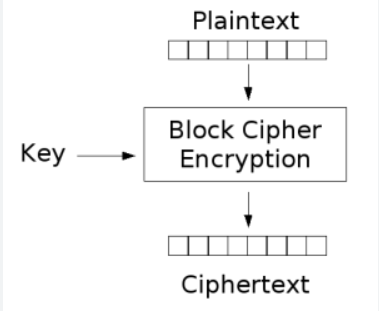 Plaintext
Key
Block Cipher
Encryption
Ciphertext